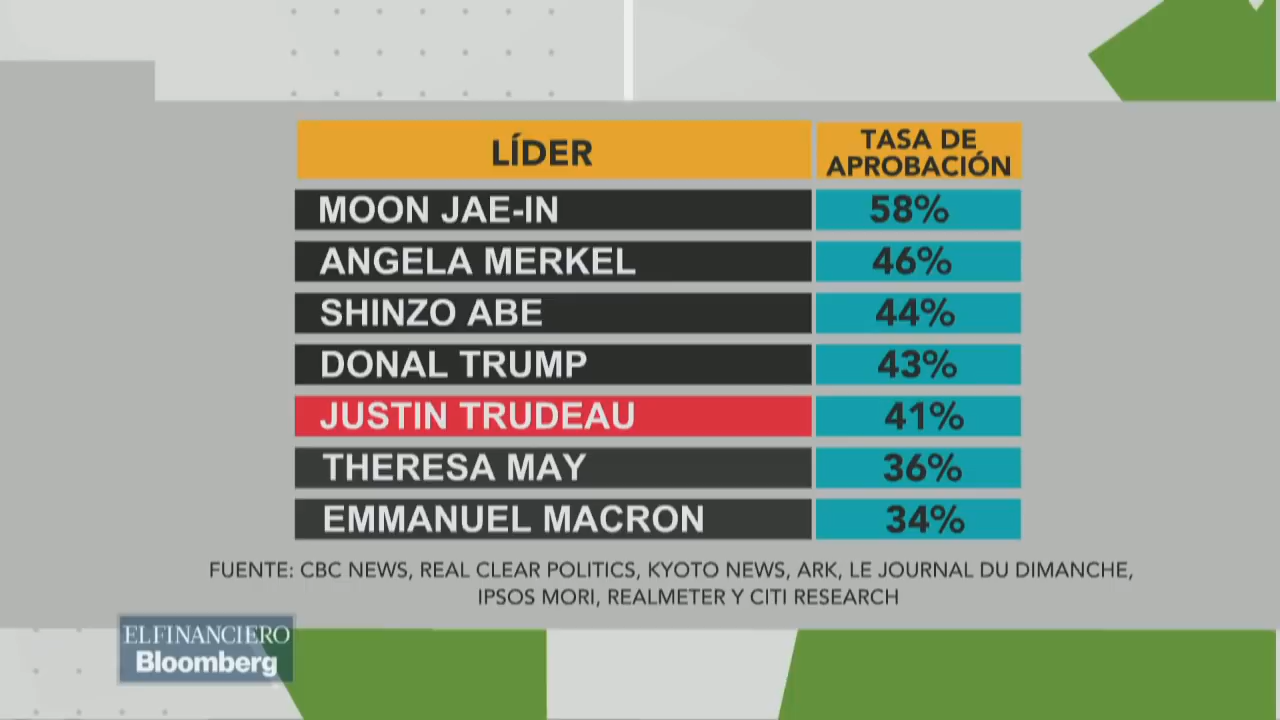 LÍDER
TASA DE
APROBACIÓN
MOON JAE-IN
58%
ANGELA MERKEL
46%
SHINZO ABE
44%
DONAL TRUMP
43%
JUSTIN TRUDEAU
41%
THERESA MAY
36%
EMMANUEL MACRON
34%
FUENTE: CBC NEWS, REAL CLEAR POLITICS, KYOTO NEWS, ARK, LE JOURNAL DU DIMANCHE,
IPSOS MORI, REALMETER Y CITI RESEARCH
EL FINANCIERO
Bloomberg